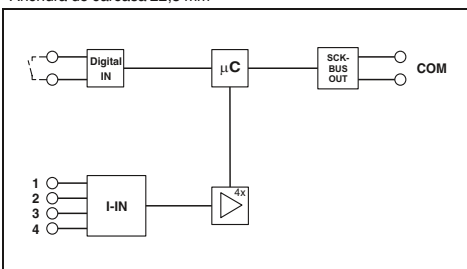 Anchura de carcasa 22,5 mm
Digital
IN
µC
SCK-
BUS
OUT
COM
1
2
3
4
I-IN
4x